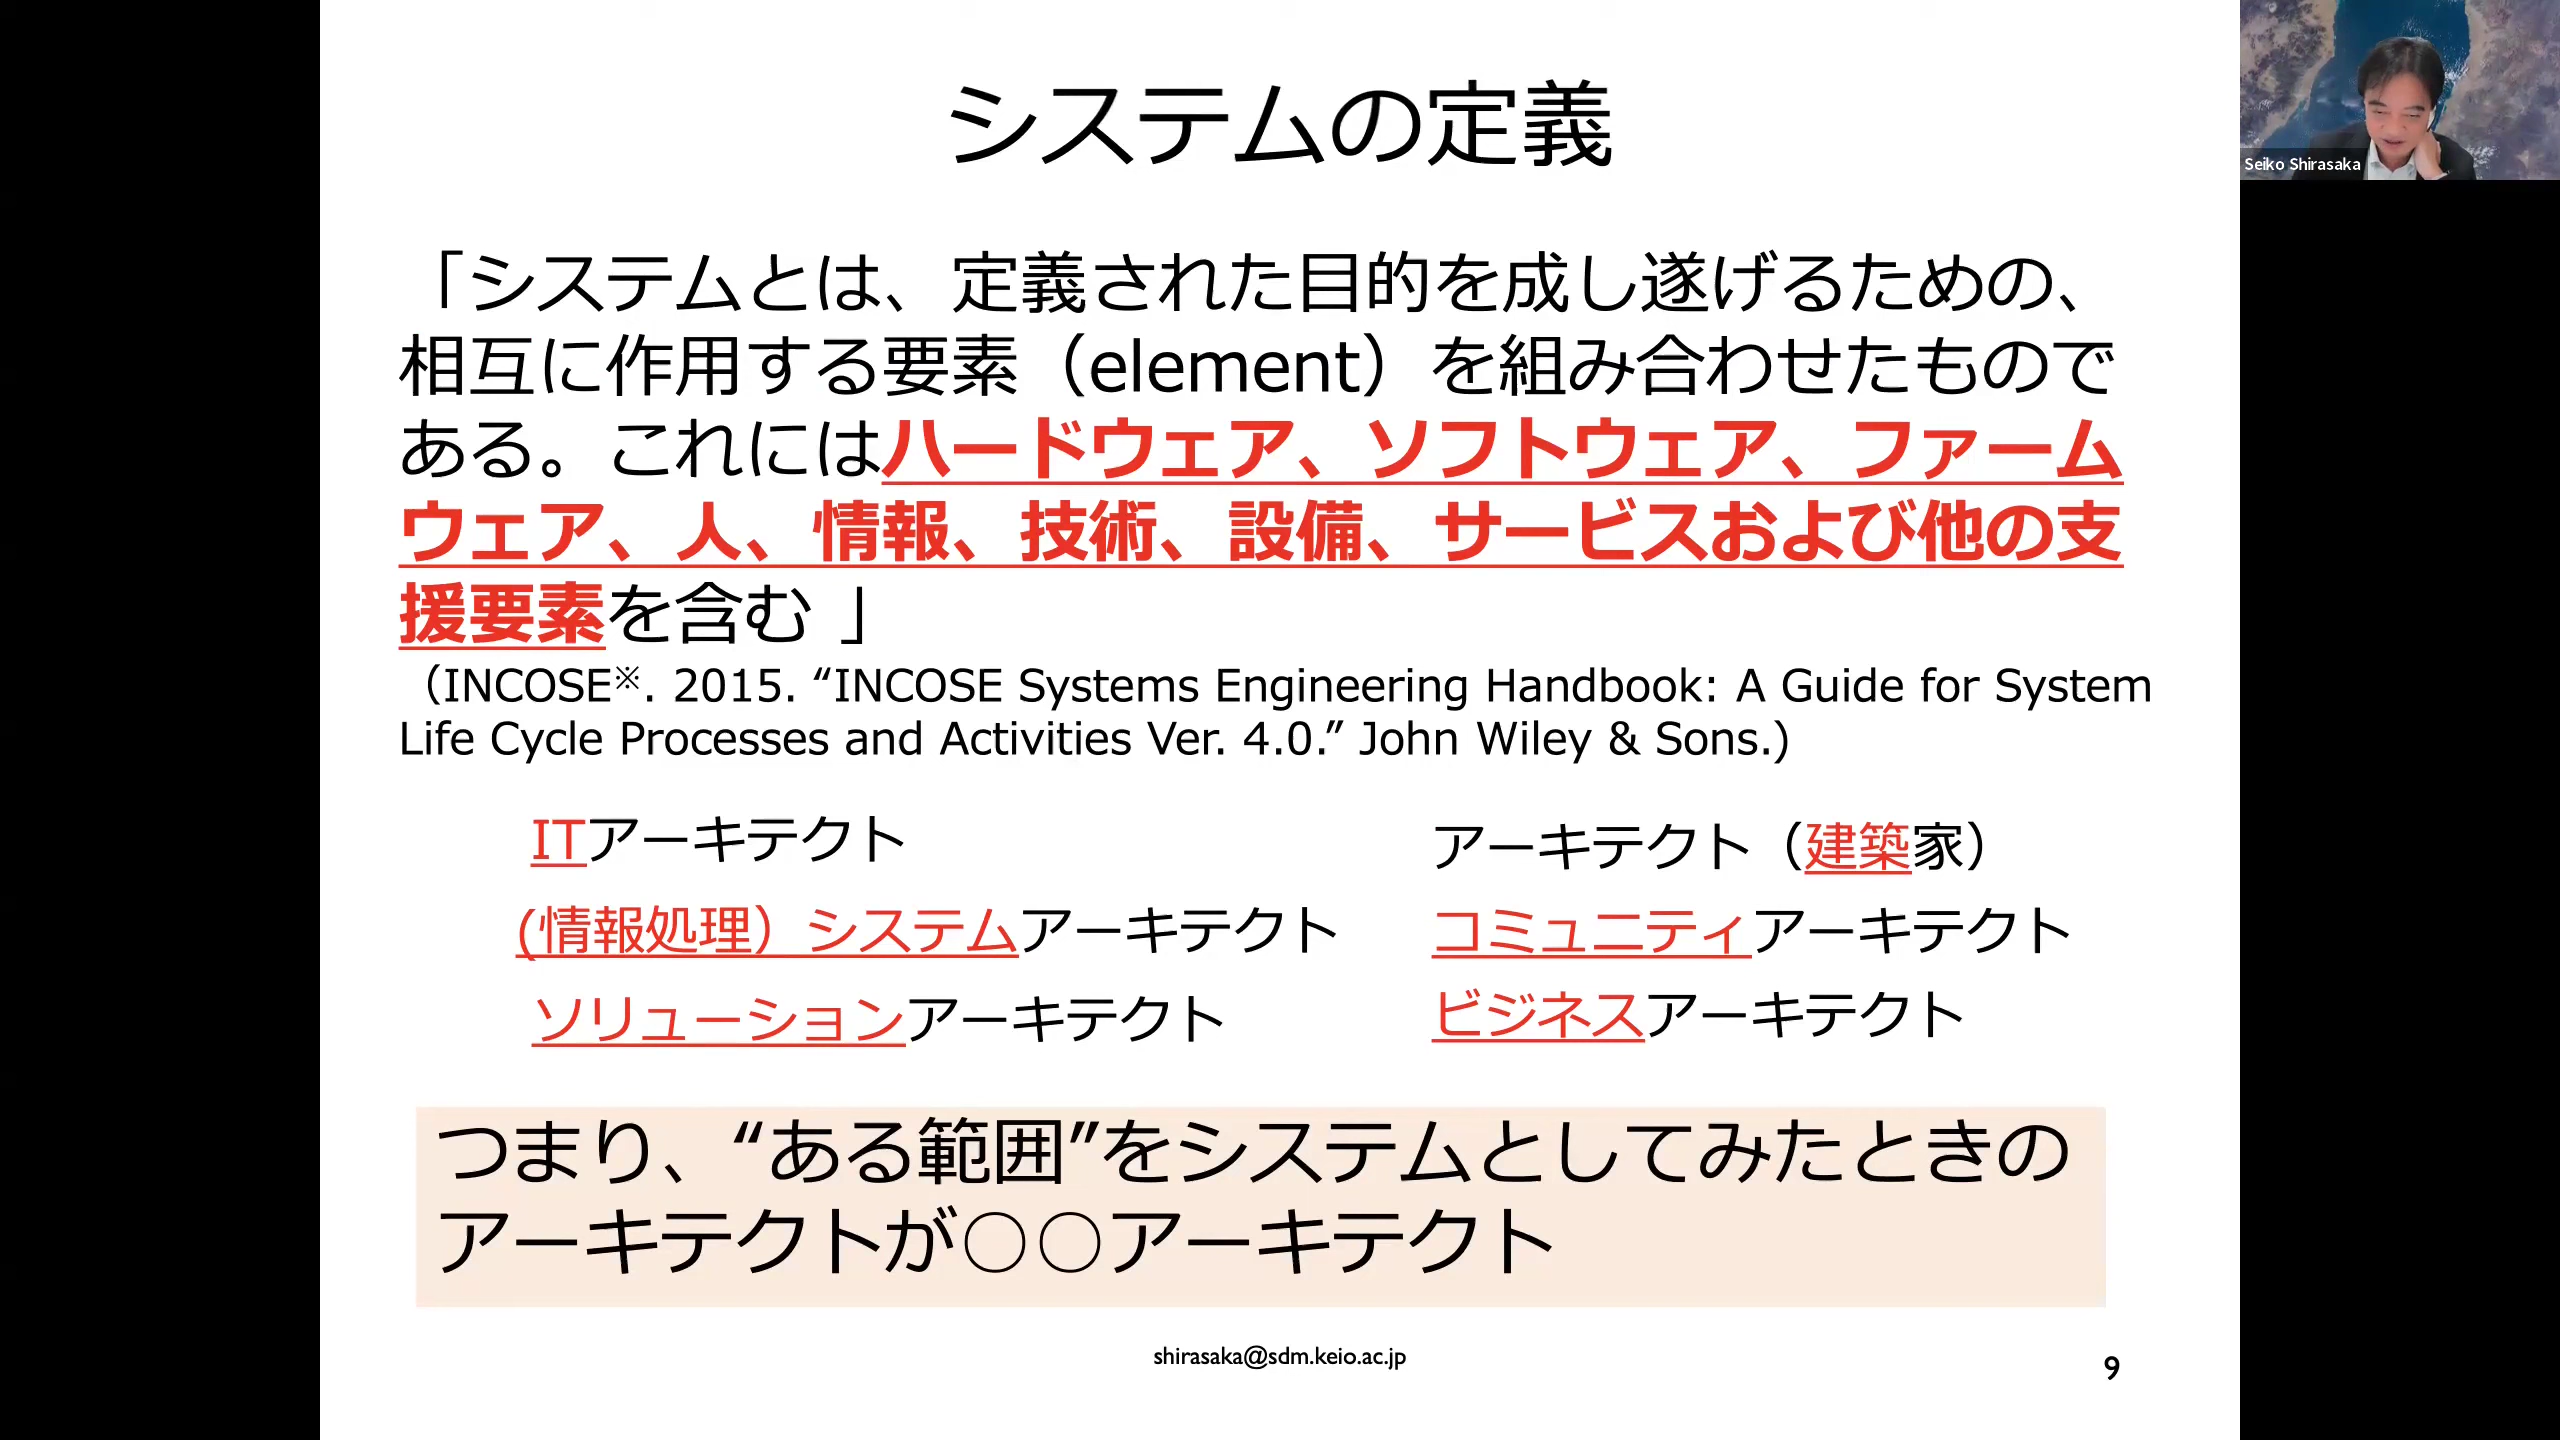 システムの定義
Seiko Shirasaka
「システムとは、定義された目的を成し遂げるための、
相互に作用する要素（element）を組み合わせたもので
ある。これにはハードウェア、ソフトウェア、ファーム
ウェア、人、情報、技術、設備、サービスおよび他の支
援要素を含む 」
（INCOSE※. 2015. “INCOSE Systems Engineering Handbook: A Guide for System
Life Cycle Processes and Activities Ver. 4.0.” John Wiley & Sons.)
ITアーキテクト
(情報処理）システムアーキテクト
ソリューションアーキテクト
アーキテクト（建築家）
コミュニティアーキテクト
ビジネスアーキテクト
つまり、“ある範囲”をシステムとしてみたときの
アーキテクトが○○アーキテクト
shirasaka@sdm.keio.ac.jp
9